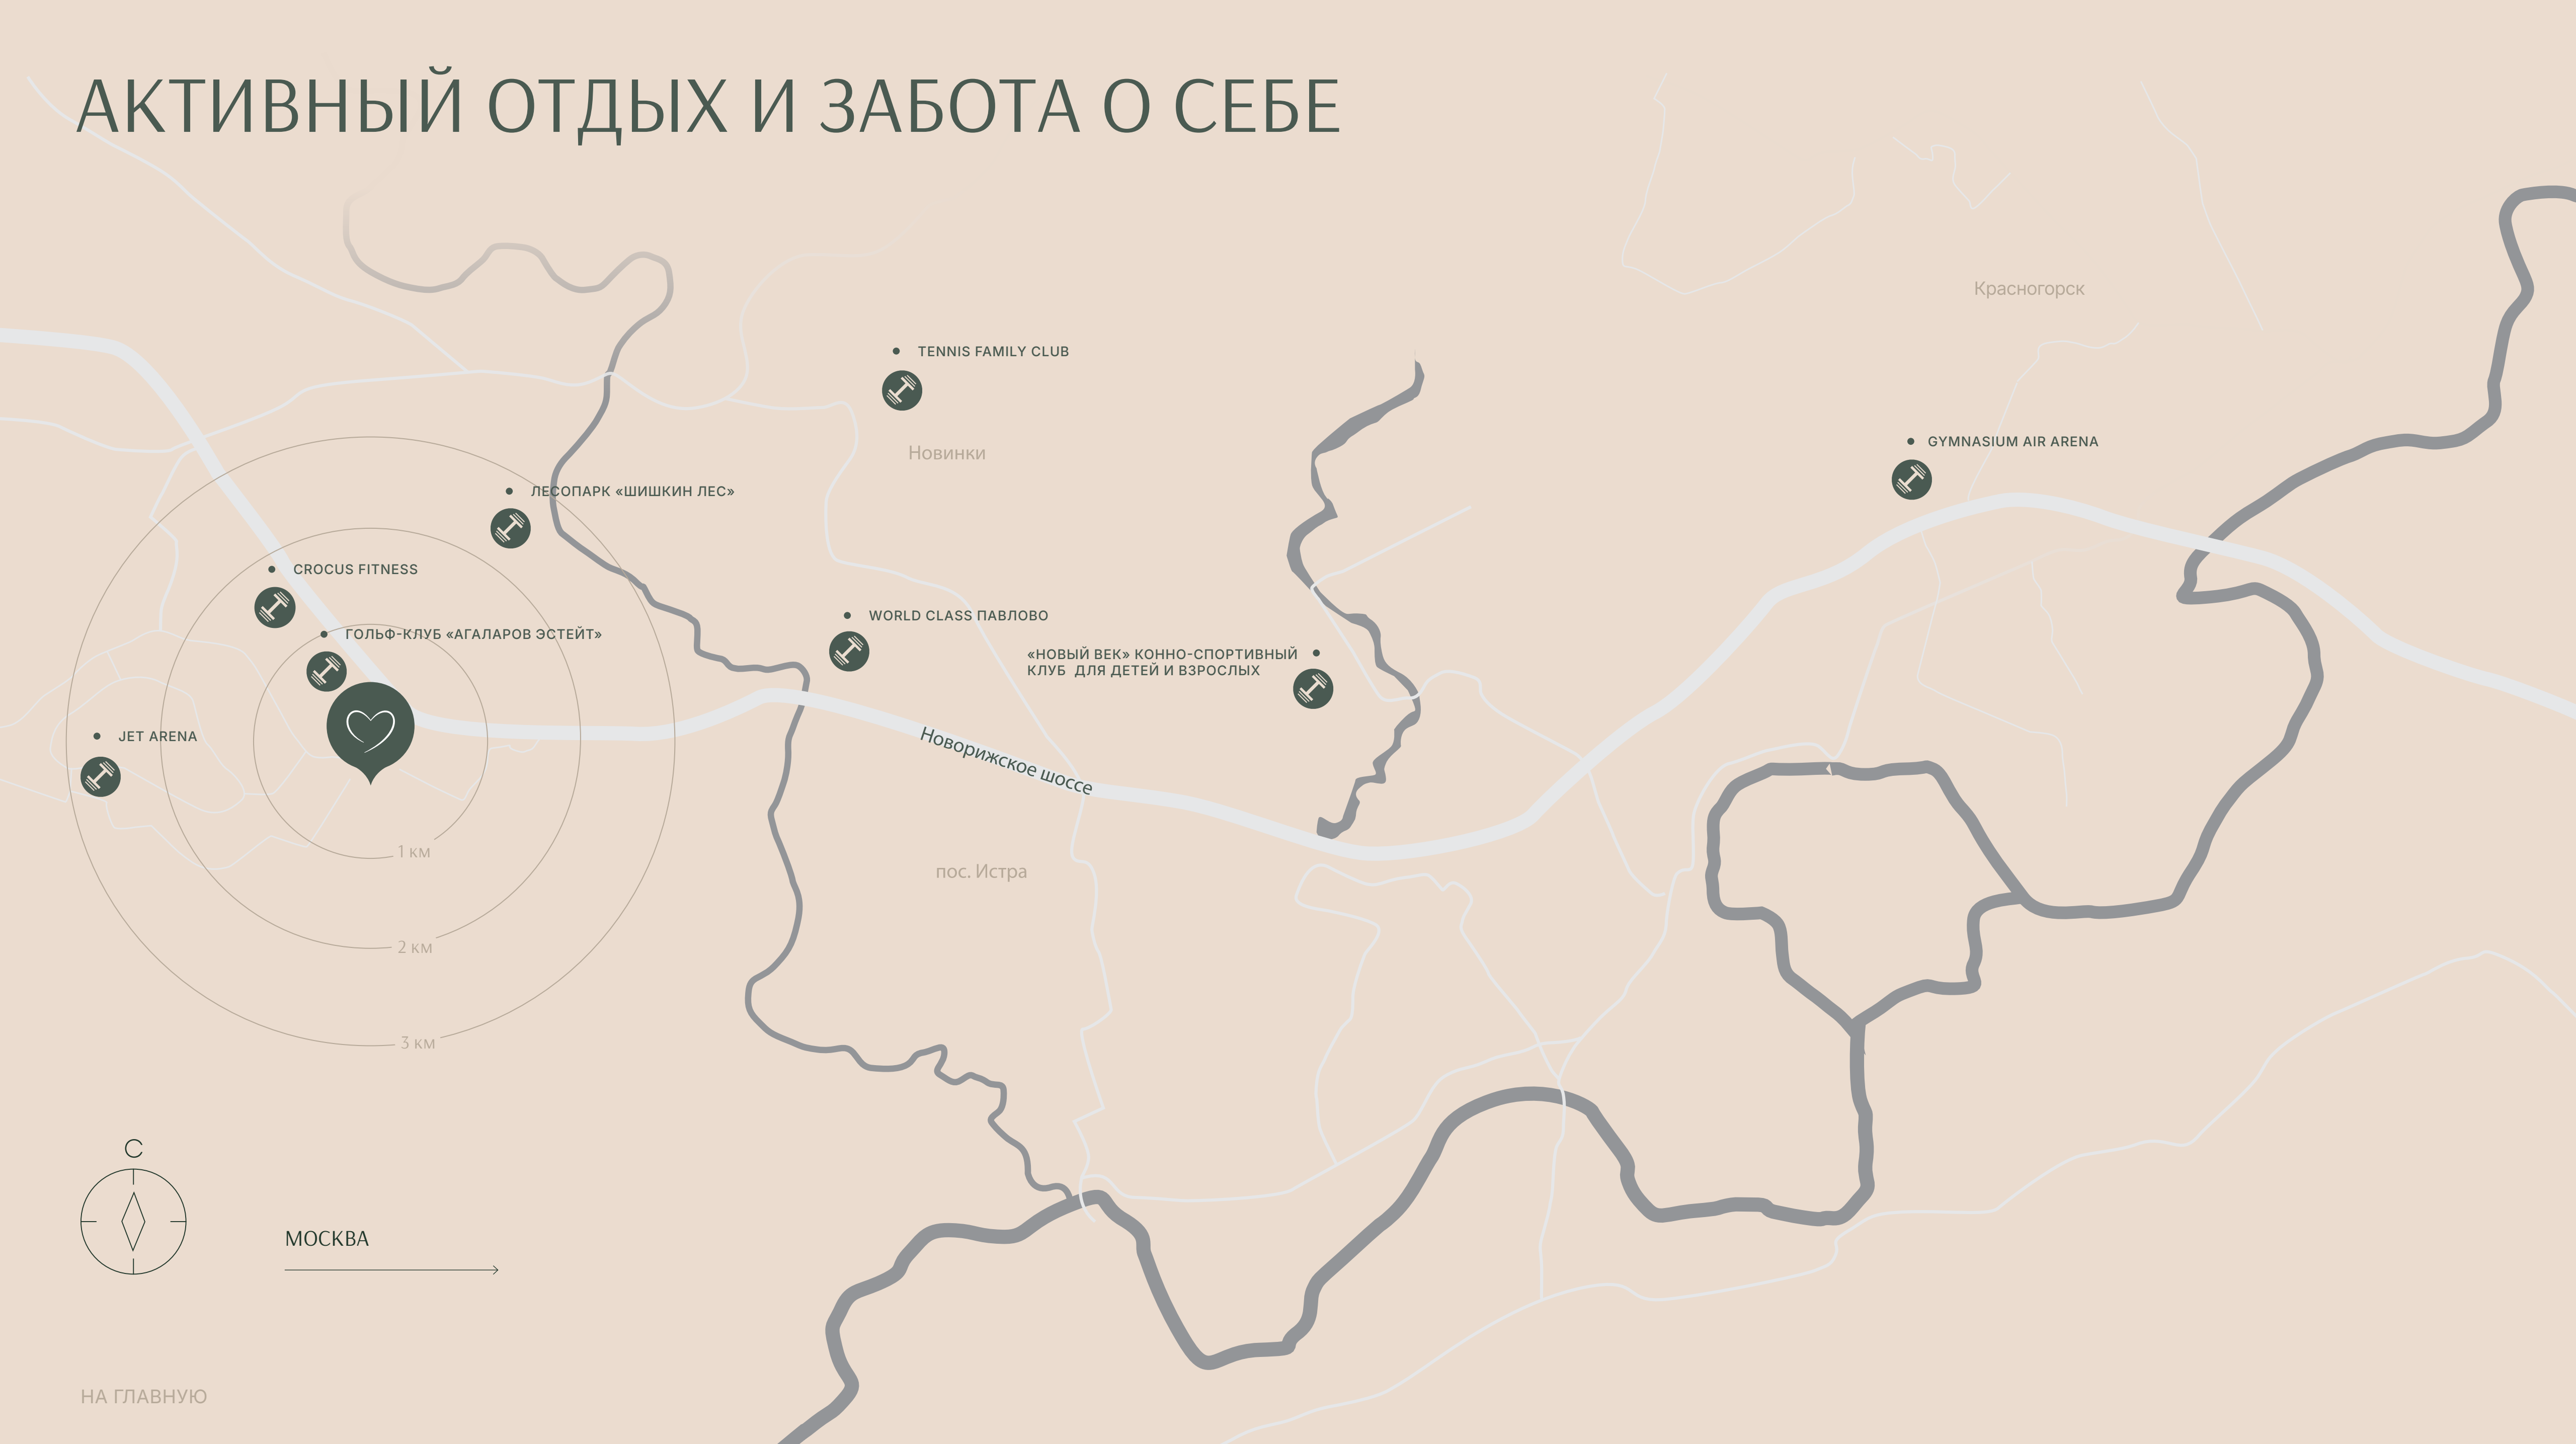 АКТИВНЫЙ ОТДЫХ И ЗАБОТА О СЕБЕ
Красногорск
TENNIS FAMILY CLUB
Новинки
GYMNASIUM AIR ARENA
ЛЕСОПАРК «ШИШКИН ЛЕС»
CROCUS FITNESS
ГОЛЬФ-КЛУБ «АГАЛАРОВ ЭСТЕЙТ»
WORLD CLASS ПАВЛОВО
«НОВЫЙ ВЕК» КОННО-СПОРТИВНЫЙ
КЛУБ ДЛЯ ДЕТЕЙ И ВЗРОСЛЫХ
JET ARENA
Новорижское шоссе
1 км
пос. Истра
2 км
3 км
С
МОСКВА
НА ГЛАВНУЮ